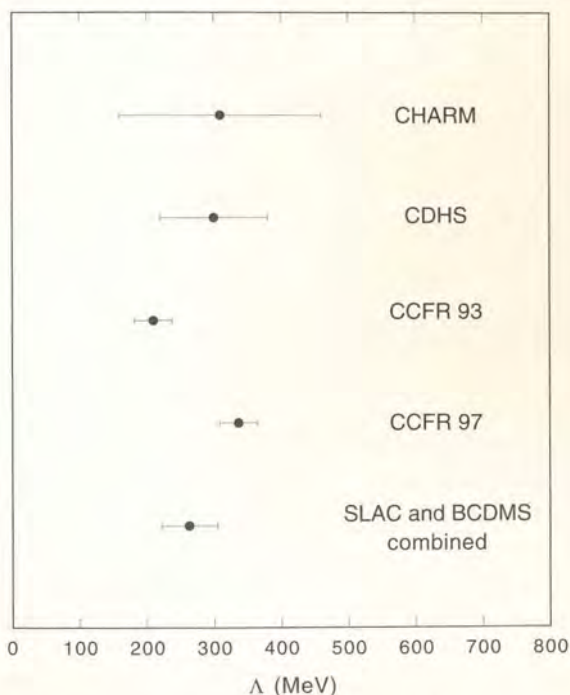 CHARM
CDHS
CCFR 93
CCFR 97
SLAC and BCDMS
combined
0 100 200 300 400 500 600 700 800
Λ (MeV)